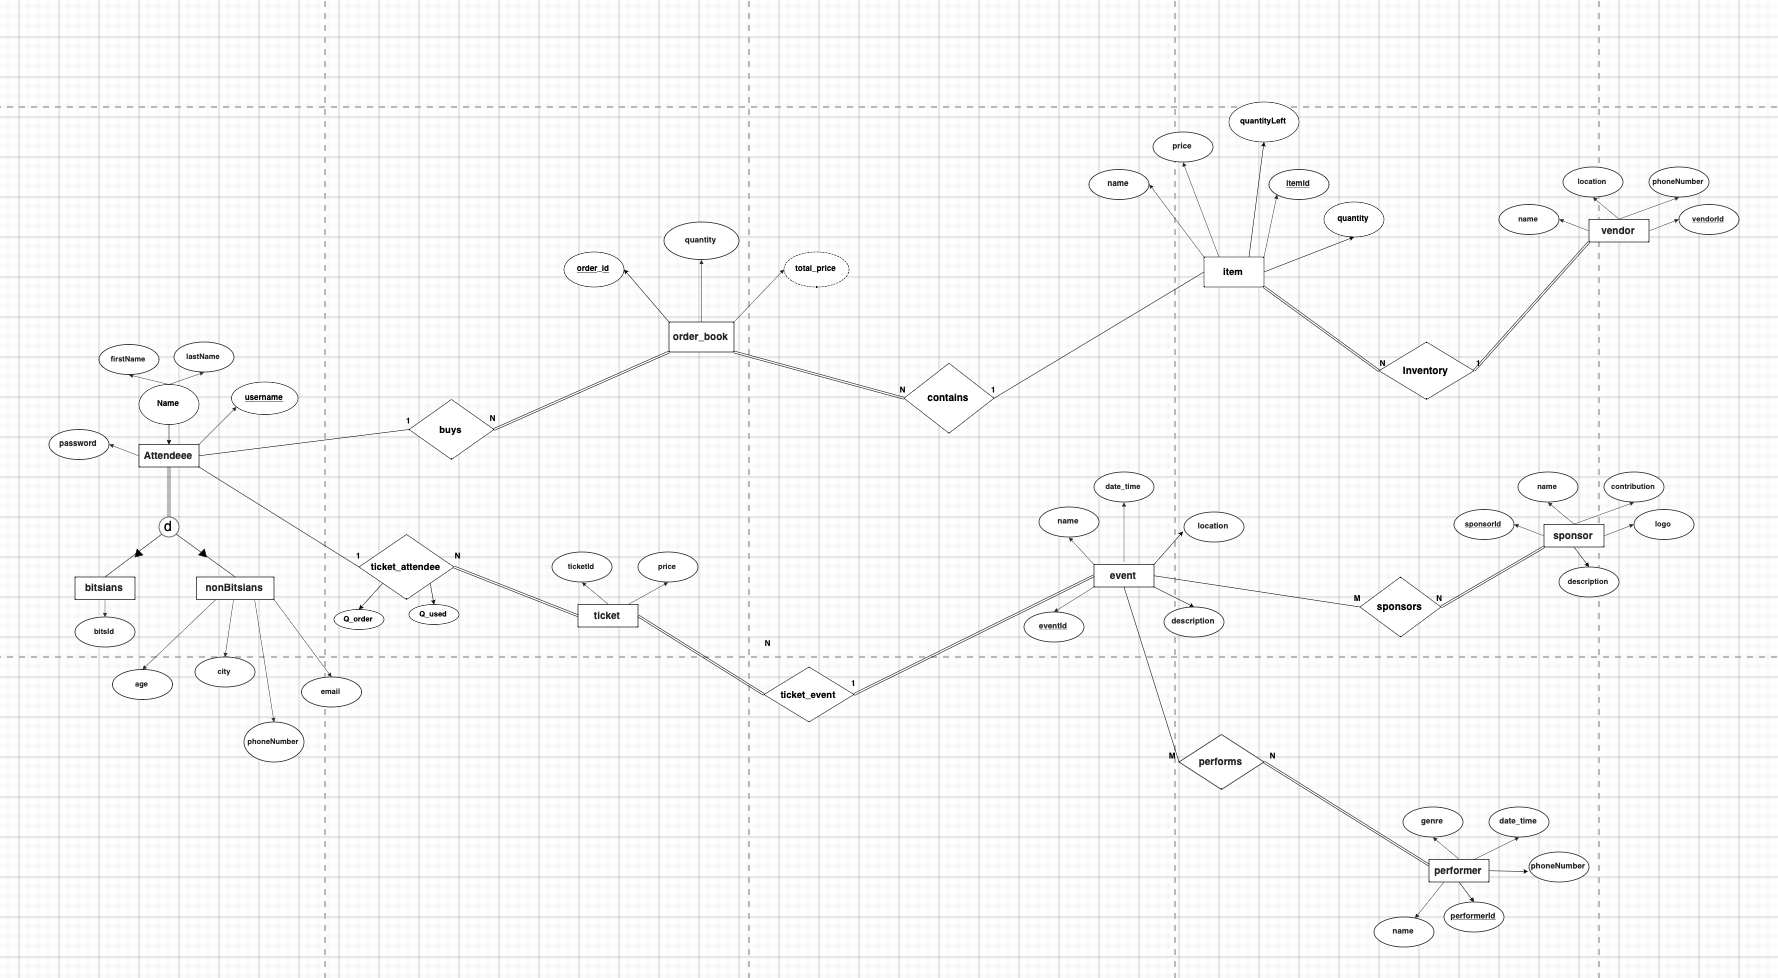 quantityLeft
price
name
itemId
quantity
item
location
phoneNumber
name
vendorId
vendor
N
Inventory
1
order_id
quantity
total_price
order_book
N
contains
1
firstName
lastName
Name
username
password
Attendeee
1
buys
N
d
bitsians
nonBitsians
bitsId
age
city
email
phoneNumber
1
ticket_attendee
N
Q_order
Q_used
ticketId
price
ticket
N
ticket_event
1
date_time
name
location
event
eventId
description
M
sponsors
N
name
contribution
sponsorId
logo
sponsor
description
M
performs
N
genre
date_time
performer
phoneNumber
performerId
name